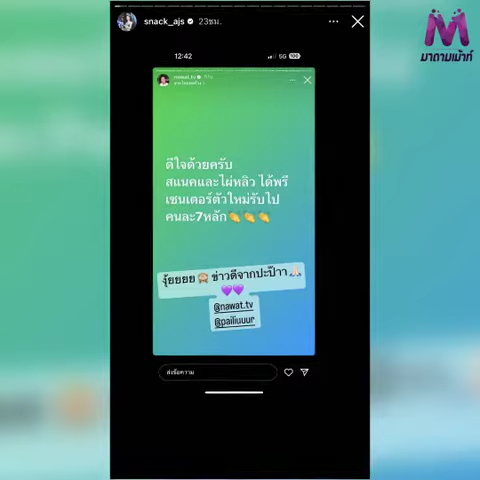 snack_ajs 23ชม.
มาดามเม้าท์
12:42
5G
nawat.tv
ดีใจด้วยครับ
สแนคและไผ่หลิว ได้พรี
เซนเตอร์ตัวใหม่รับไป
คนละ7หลัก👏👏👏
งุ้ยยยย🙈 ข่าวดีจากปะป๊าา🙏🏻
💜💜
@nawat.tv
@pailiuuur
ส่งข้อความ